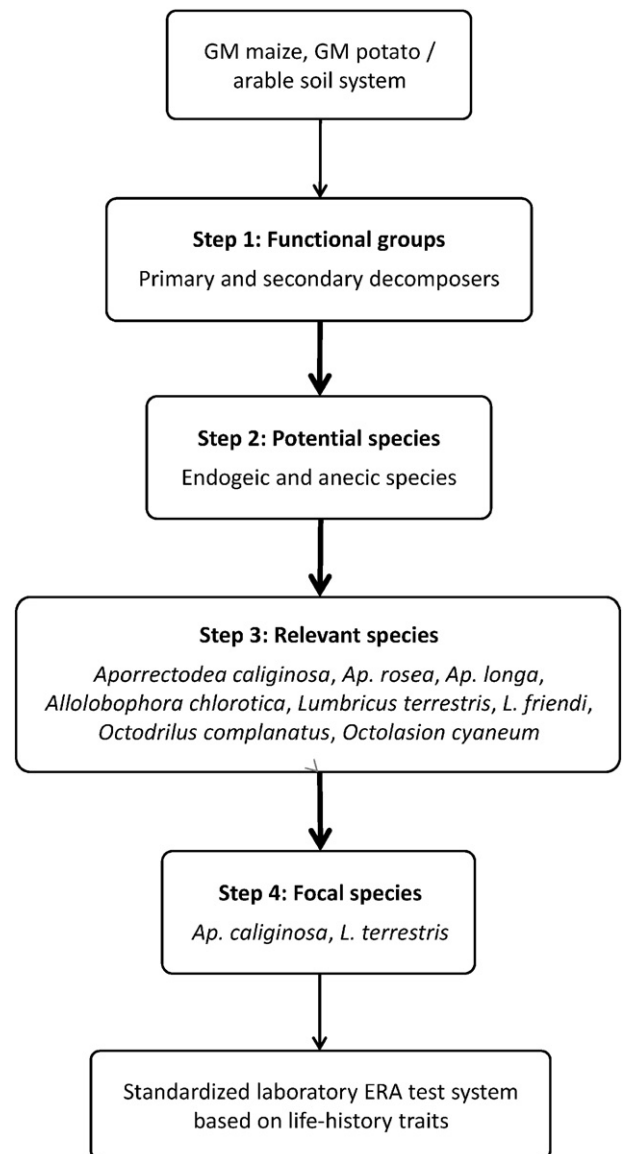 GM maize, GM potato /
arable soil system
Step 1: Functional groups
Primary and secondary decomposers
Step 2: Potential species
Endogeic and anecic species
Step 3: Relevant species
Aporrectodea caliginosa, Ap. rosea, Ap. longa,
Allolobophora chlorotica, Lumbricus terrestris, L. friendi,
Octodrilus complanatus, Octolasion cyaneum
Step 4: Focal species
Ap. caliginosa, L. terrestris
Standardized laboratory ERA test system
based on life-history traits